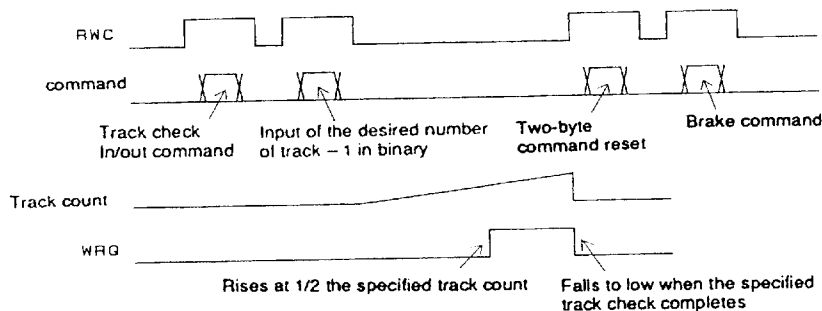 RWC
command
Track check
In/out command
Input of the desired number
of track – 1 in binary
Two-byte
command reset
Brake command
Track count
WRQ
Rises at 1/2 the specified track count
Falls to low when the specified
track check completes